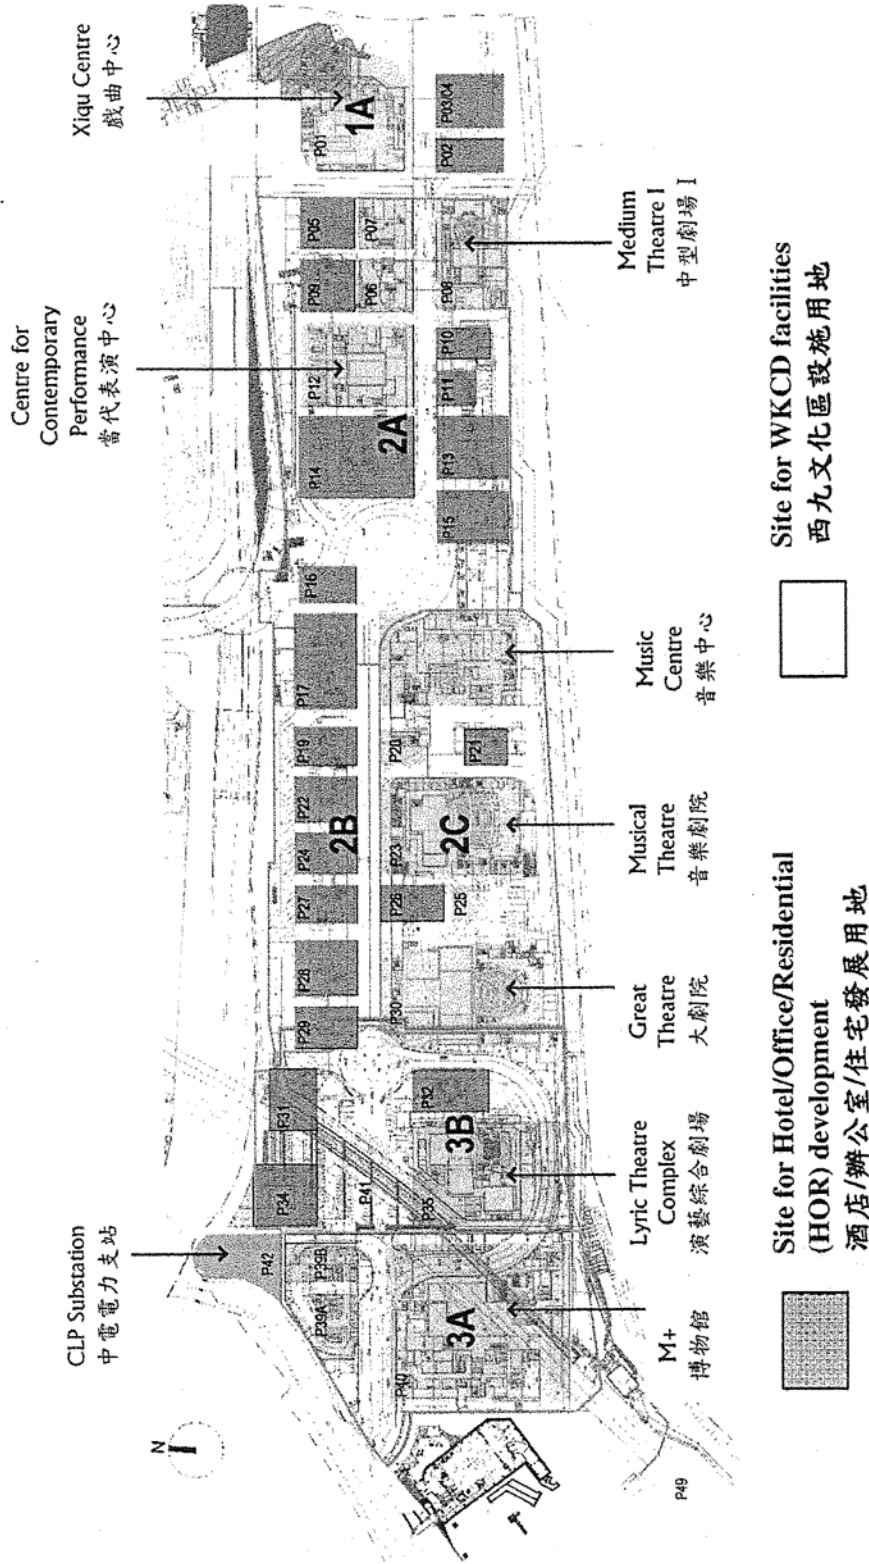 CLP Substation
中電電力支站
Centre for
Contemporary
Performance
當代表演中心
Xiqu Centre
戲曲中心
N
P42
P34
P31
P29
P28
P27
P24
P22
P19
P17
P16
P14
P12
P09
P05
P01
P39A
P39B
P41
2B
2A
P06
P07
1A
P40
P35
P32
P30
P26
P23
P20
P15
P13
P11
P10
P08
P02
P03/04
3A
3B
P25
2C
P21
P49
M+
博物館
Lyric Theatre
Complex
演藝綜合劇場
Great
Theatre
大劇院
Musical
Theatre
音樂劇院
Music
Centre
音樂中心
Medium
Theatre I
中型劇場 I
Site for Hotel/Office/Residential
(HOR) development
酒店/辦公室/住宅發展用地
Site for WKCD facilities
西九文化區設施用地